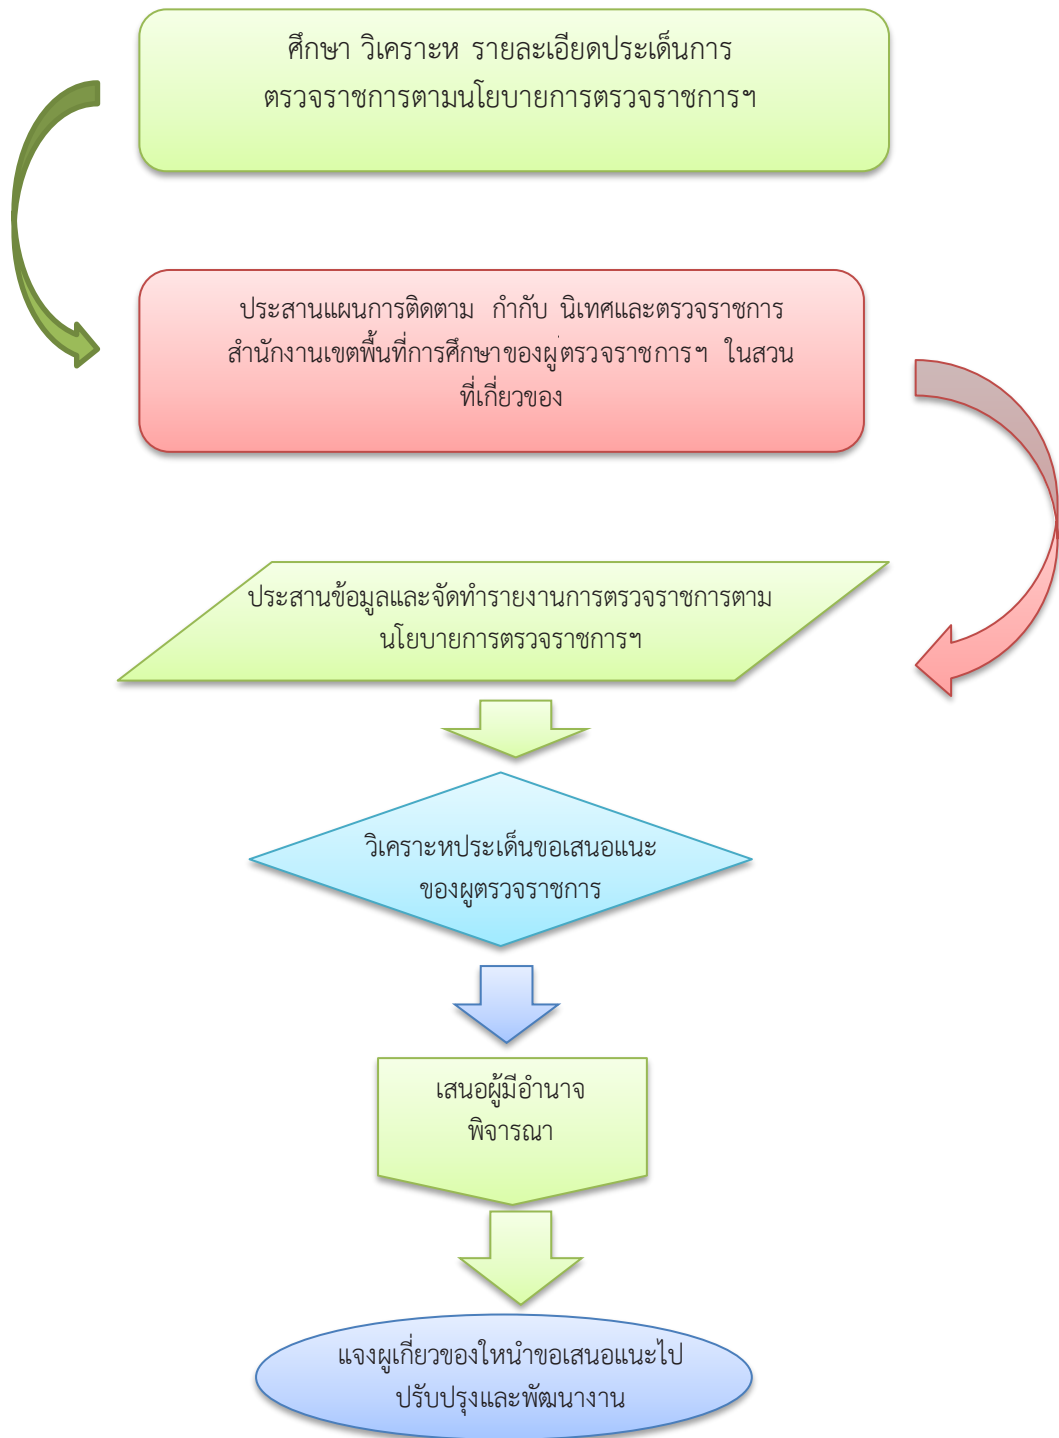 ศึกษา วิเคราะห รายละเอียดประเด็นการ
ตรวจราชการตามนโยบายการตรวจราชการฯ
ประสานแผนการติดตาม กำกับ นิเทศและตรวจราชการ
สำนักงานเขตพื้นที่การศึกษาของผูตรวจราชการฯ ในสวน
ที่เกี่ยวของ
ประสานข้อมูลและจัดทำรายงานการตรวจราชการตาม
นโยบายการตรวจราชการฯ
วิเคราะหประเด็นขอเสนอแนะ
ของผูตรวจราชการ
เสนอผู้มีอำนาจ
พิจารณา
แจงผูเกี่ยวของใหนำขอเสนอแนะไป
ปรับปรุงและพัฒนางาน